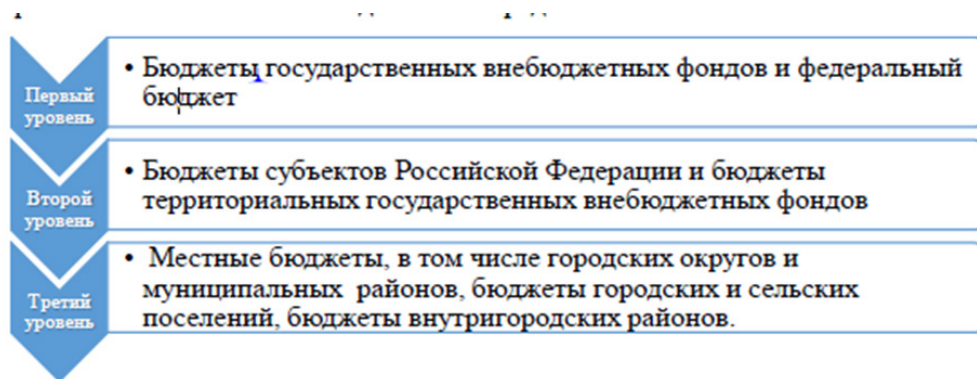 Первый
уровень
• Бюджеты государственных внебюджетных фондов и федеральный
бюджет
Второй
уровень
• Бюджеты субъектов Российской Федерации и бюджеты
территориальных государственных внебюджетных фондов
Третий
уровень
• Местные бюджеты, в том числе городских округов и
муниципальных районов, бюджеты городских и сельских
поселений, бюджеты внутригородских районов.